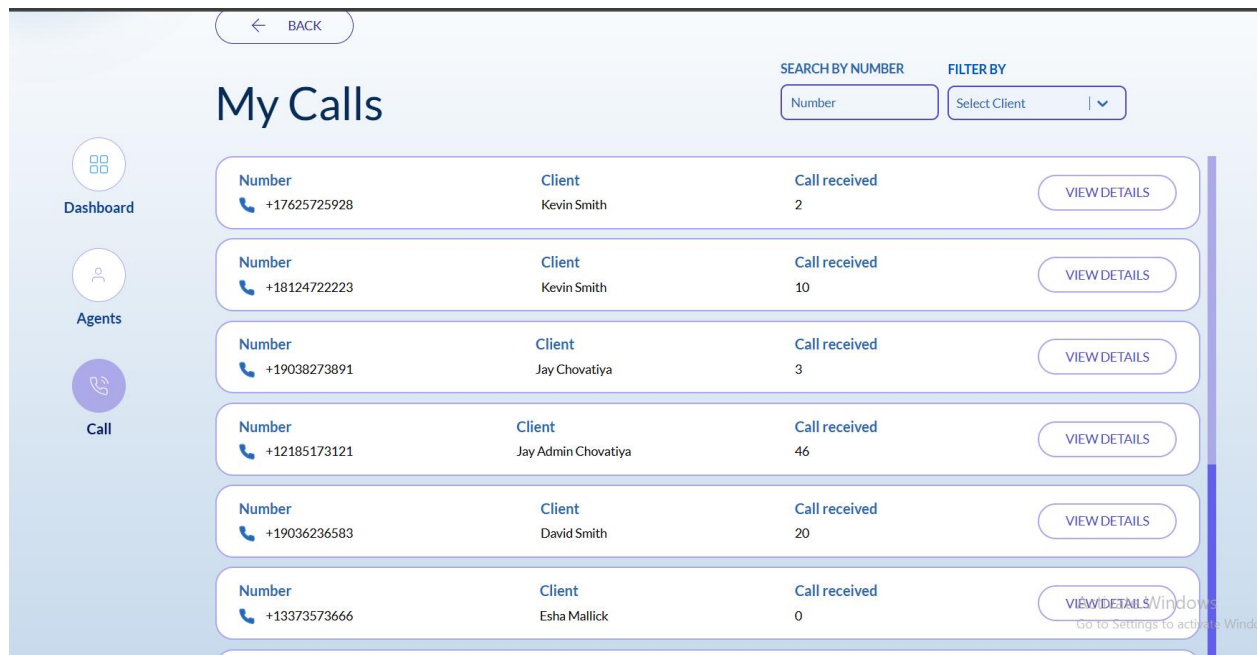 BACK
SEARCH BY NUMBER FILTER BY
My Calls
Number Select Client
Dashboard
Agents
Call
Number Client Call received
+17625725928 Kevin Smith 2 VIEW DETAILS
Number Client Call received
+18124722223 Kevin Smith 10 VIEW DETAILS
Number Client Call received
+19038273891 Jay Chovatiya 3 VIEW DETAILS
Number Client Call received
+12185173121 Jay Admin Chovatiya 46 VIEW DETAILS
Number Client Call received
+19036236583 David Smith 20 VIEW DETAILS
Number Client Call received
+13373573666 Esha Mallick 0 VIEW DETAILS
Activate Windows
Go to Settings to activate Wind